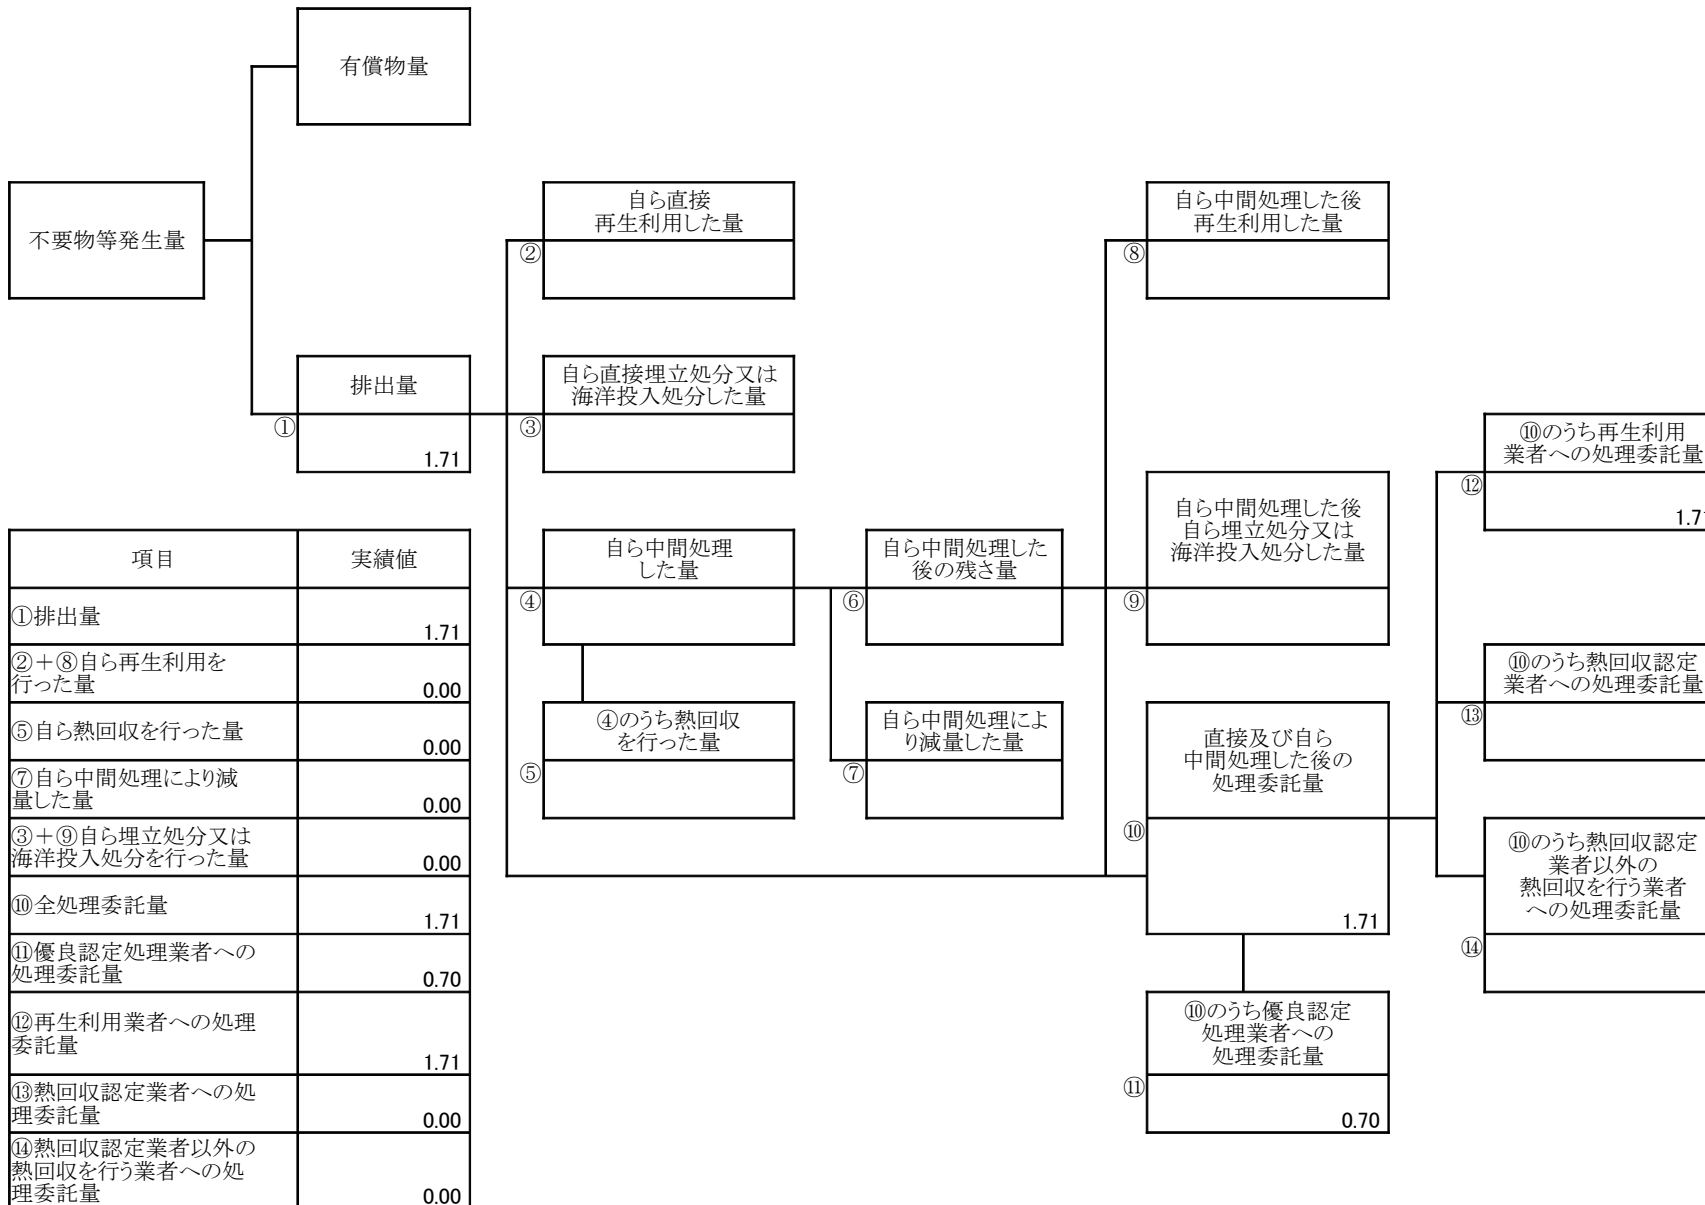 有償物量
不要物等発生量
自ら直接
再生利用した量
②
自ら中間処理した後
再生利用した量
⑧
排出量
①
1.71
自ら直接埋立処分又は
海洋投入処分した量
③
⑩のうち再生利用
業者への処理委託量
⑫
1.71
自ら中間処理
した量
④
自ら中間処理した
後の残さ量
⑥
自ら中間処理した後
自ら埋立処分又は
海洋投入処分した量
⑨
④のうち熱回収
を行った量
⑤
自ら中間処理によ
り減量した量
⑦
直接及び自ら
中間処理した後の
処理委託量
⑩
1.71
⑩のうち熱回収認定
業者への処理委託量
⑬
⑩のうち熱回収認定
業者以外の
熱回収を行う業者
への処理委託量
⑭
⑩のうち優良認定
処理業者への
処理委託量
⑪
0.70
項目 実績値
①排出量
1.71
②＋⑧自ら再生利用を
行った量
0.00
⑤自ら熱回収を行った量
0.00
⑦自ら中間処理により減
量した量
0.00
③＋⑨自ら埋立処分又は
海洋投入処分を行った量
0.00
⑩全処理委託量
1.71
⑪優良認定処理業者への
処理委託量
0.70
⑫再生利用業者への処理
委託量
1.71
⑬熱回収認定業者への処
理委託量
0.00
⑭熱回収認定業者以外の
熱回収を行う業者への処
理委託量
0.00